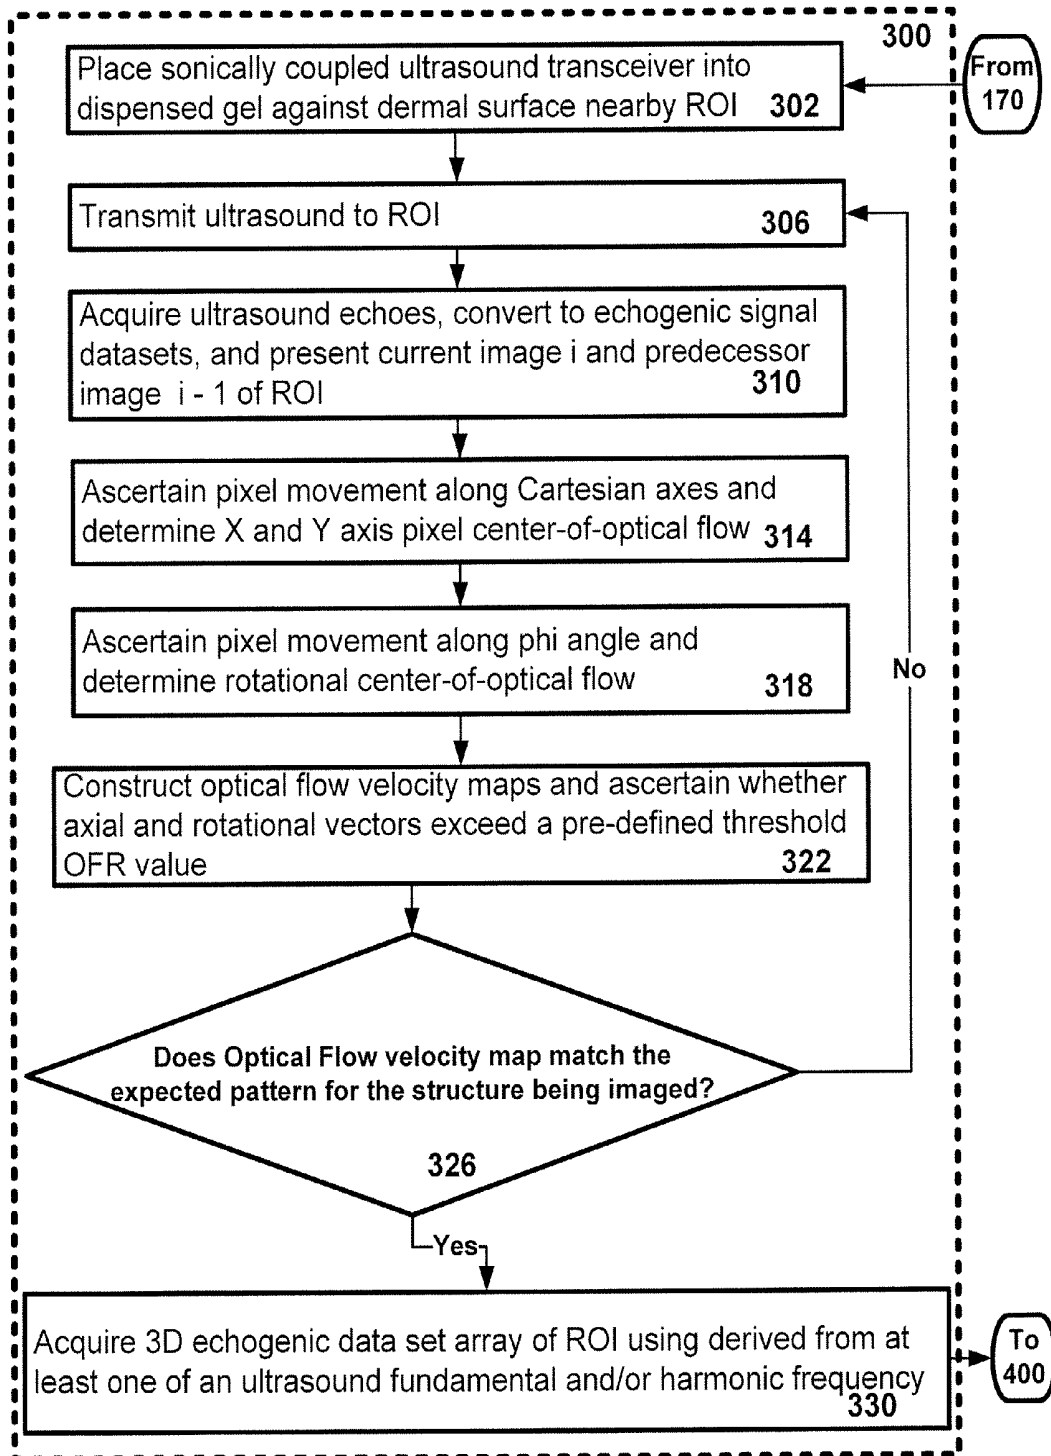 300
From
170
Place sonically coupled ultrasound transceiver into
dispensed gel against dermal surface nearby ROI 302
Transmit ultrasound to ROI 306
Acquire ultrasound echoes, convert to echogenic signal
datasets, and present current image i and predecessor
image i - 1 of ROI 310
Ascertain pixel movement along Cartesian axes and
determine X and Y axis pixel center-of-optical flow 314
Ascertain pixel movement along phi angle and
determine rotational center-of-optical flow 318
No
Construct optical flow velocity maps and ascertain whether
axial and rotational vectors exceed a pre-defined threshold
OFR value 322
Does Optical Flow velocity map match the
expected pattern for the structure being imaged?
326
Yes
Acquire 3D echogenic data set array of ROI using derived from at
least one of an ultrasound fundamental and/or harmonic frequency
330
To
400